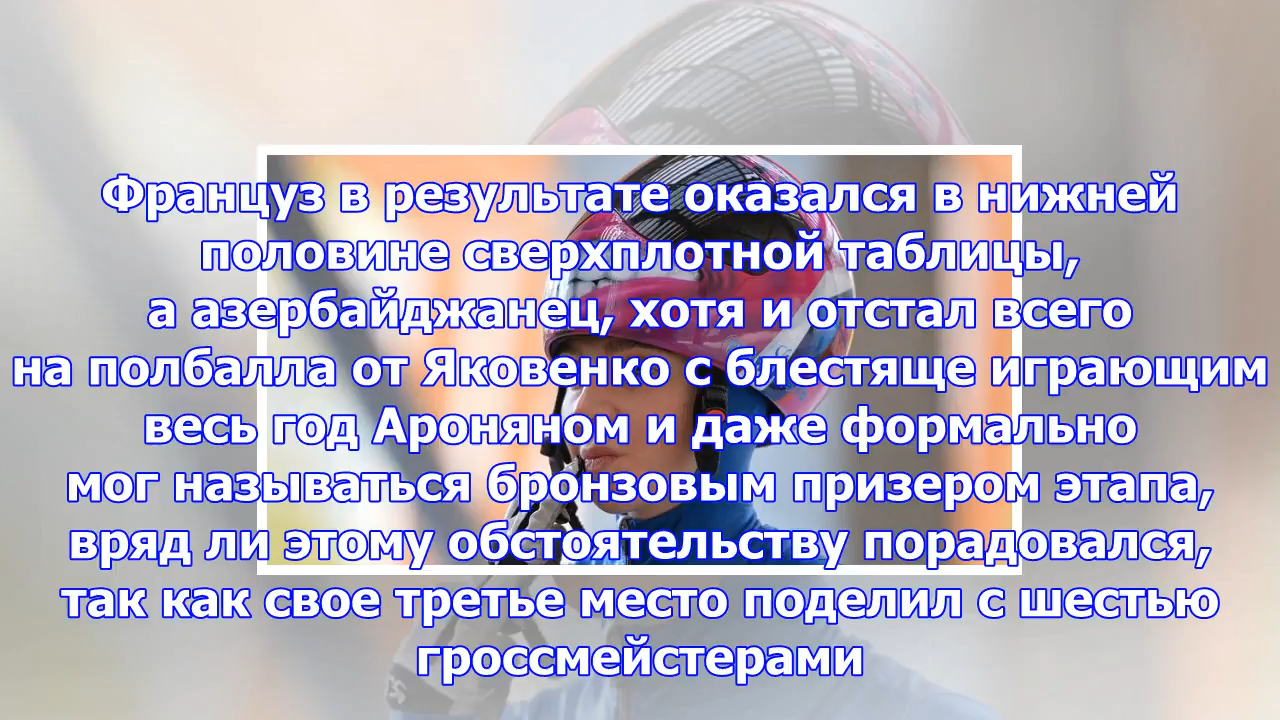 Француз в результате оказался в нижней
половине сверхплотной таблицы,
а азербайджанец, хотя и отстал всего
на полбалла от Яковенко с блестяще играющим
весь год Ароняном и даже формально
мог называться бронзовым призером этапа,
вряд ли этому обстоятельству порадовался,
так как свое третье место поделил с шестью
гроссмейстерами